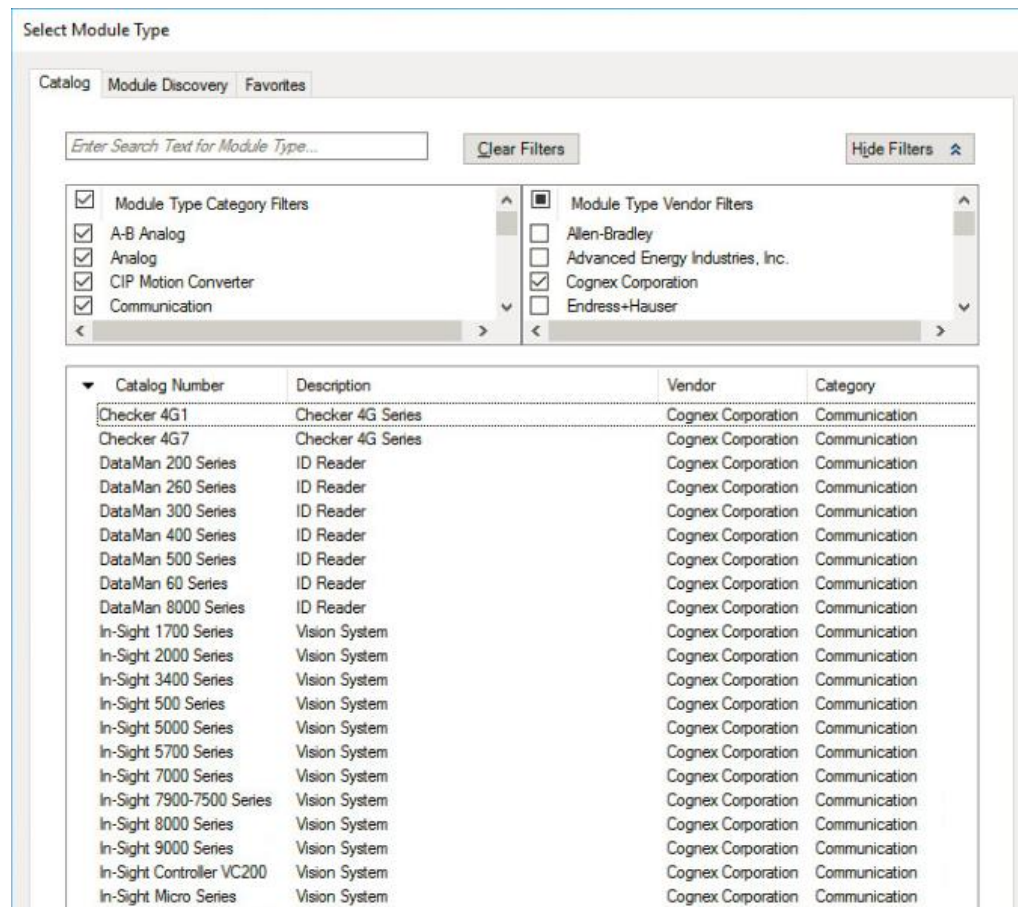 Select Module Type
Catalog Module Discovery Favorites
Enter Search Text for Module Type... Clear Filters Hide Filters
Module Type Category Filters
A-B Analog
Analog
CIP Motion Converter
Communication
Module Type Vendor Filters
Allen-Bradley
Advanced Energy Industries, Inc.
Cognex Corporation
Endress+Hauser
Catalog Number Description Vendor Category
Checker 4G1 Checker 4G Series Cognex Corporation Communication
Checker 4G7 Checker 4G Series Cognex Corporation Communication
DataMan 200 Series ID Reader Cognex Corporation Communication
DataMan 260 Series ID Reader Cognex Corporation Communication
DataMan 300 Series ID Reader Cognex Corporation Communication
DataMan 400 Series ID Reader Cognex Corporation Communication
DataMan 500 Series ID Reader Cognex Corporation Communication
DataMan 60 Series ID Reader Cognex Corporation Communication
DataMan 8000 Series ID Reader Cognex Corporation Communication
In-Sight 1700 Series Vision System Cognex Corporation Communication
In-Sight 2000 Series Vision System Cognex Corporation Communication
In-Sight 3400 Series Vision System Cognex Corporation Communication
In-Sight 500 Series Vision System Cognex Corporation Communication
In-Sight 5000 Series Vision System Cognex Corporation Communication
In-Sight 5700 Series Vision System Cognex Corporation Communication
In-Sight 7000 Series Vision System Cognex Corporation Communication
In-Sight 7900-7500 Series Vision System Cognex Corporation Communication
In-Sight 8000 Series Vision System Cognex Corporation Communication
In-Sight 9000 Series Vision System Cognex Corporation Communication
In-Sight Controller VC200 Vision System Cognex Corporation Communication
In-Sight Micro Series Vision System Cognex Corporation Communication